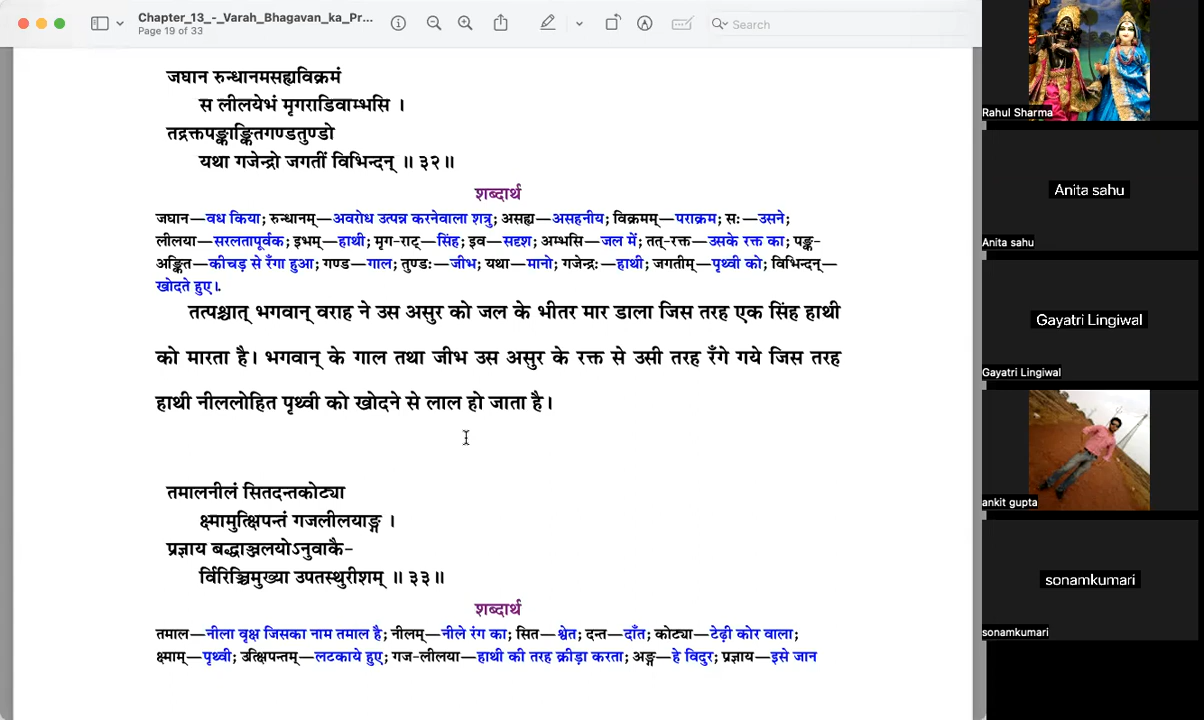 Chapter_13_-_Varah_Bhagavan_ka_Pr...
Page 19 of 33
Search
जघान रुन्धानमसह्यविक्रमं
स लीलयेभं मृगराडिवाम्भसि ।
तद्रक्तपङ्काङ्कितगण्डतुण्डो
यथा गजेन्द्रो जगतीं विभिन्दन् ॥ ३२॥
शब्दार्थ
जघान—वध किया; रुन्धानम्—अवरोध उत्पन्न करनेवाला शत्रु; असह्य—असहनीय; विक्रमम्—पराक्रम; सः—उसने;
लीलया—सरलतापूर्वक; इभम्—हाथी; मृग-राट्—सिंह; इव—सदृश; अम्भसि—जल में; तत्-रक्त—उसके रक्त का; पङ्क-
अङ्कित—कीचड़ से रँगा हुआ; गण्ड—गाल; तुण्डः—जीभ; यथा—मानो; गजेन्द्रः—हाथी; जगतीम्—पृथ्वी को; विभिन्दन्—
खोदते हुए।.
तत्पश्चात् भगवान् वराह ने उस असुर को जल के भीतर मार डाला जिस तरह एक सिंह हाथी
को मारता है। भगवान् के गाल तथा जीभ उस असुर के रक्त से उसी तरह रँगे गये जिस तरह
हाथी नीललोहित पृथ्वी को खोदने से लाल हो जाता है।
तमालनीलं सितदन्तकोट्या
क्ष्मामुत्क्षिपन्तं गजलीलयाङ्ग ।
प्रज्ञाय बद्धाञ्जलयोऽनुवाकै-
र्विरिञ्चिमुख्या उपतस्थुरीशम् ॥ ३३॥
शब्दार्थ
तमाल—नीला वृक्ष जिसका नाम तमाल है; नीलम्—नीले रंग का; सित—श्वेत; दन्त—दाँत; कोट्या—टेढ़ी कोर वाला;
क्ष्माम्—पृथ्वी; उत्क्षिपन्तम्—लटकाये हुए; गज-लीलया—हाथी की तरह क्रीड़ा करता; अङ्ग—हे विदुर; प्रज्ञाय—इसे जान
Rahul Sharma
Anita sahu
Anita sahu
Gayatri Lingiwal
Gayatri Lingiwal
ankit gupta
sonamkumari
sonamkumari